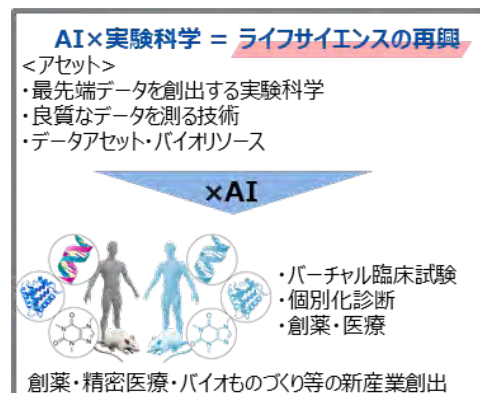 AI×実験科学 = ライフサイエンスの再興
<アセット>
・最先端データを創出する実験科学
・良質なデータを測る技術
・データアセット・バイオリソース
×AI
・バーチャル臨床試験
・個別化診断
・創薬・医療
創薬・精密医療・バイオものづくり等の新産業創出